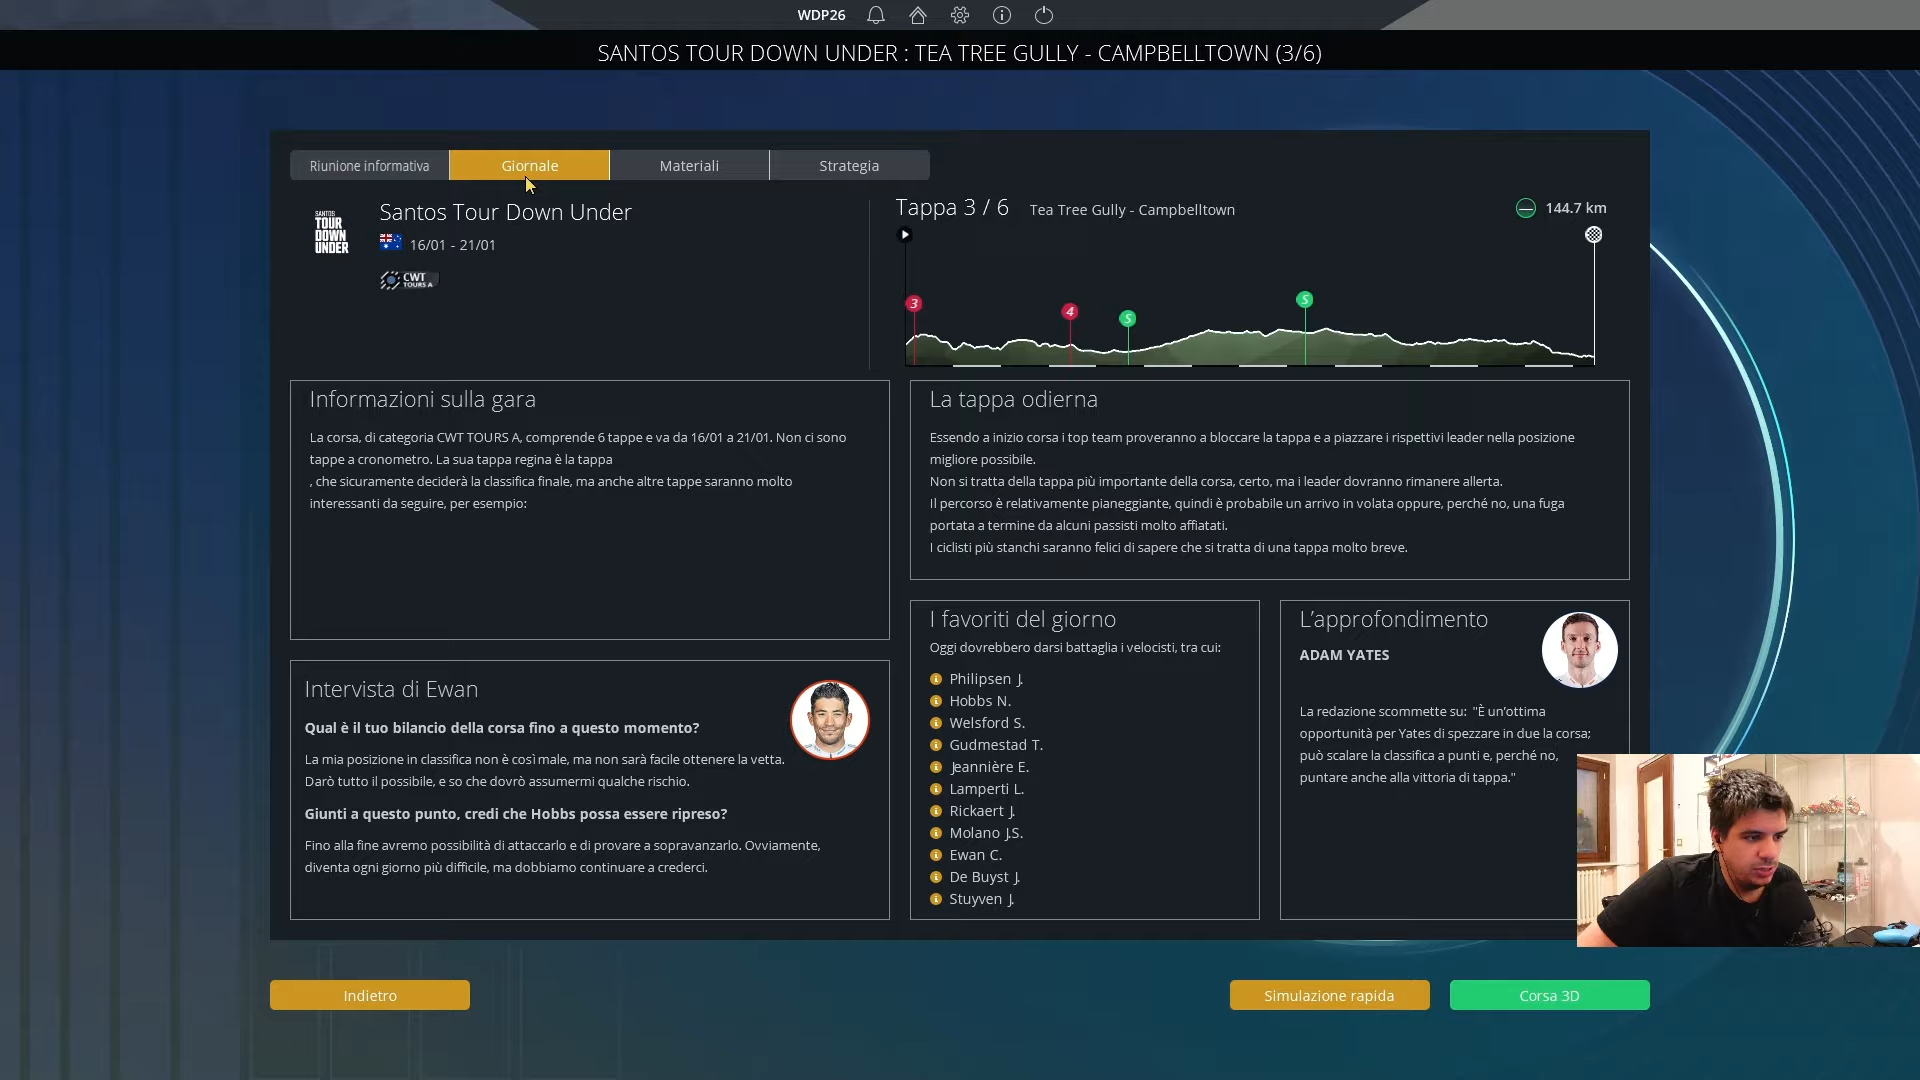 WDP26
SANTOS TOUR DOWN UNDER : TEA TREE GULLY - CAMPBELLTOWN (3/6)
Riunione informativa
Giornale
Materiali
Strategia
SANTOS
TOUR
DOWN
UNDER
Santos Tour Down Under
16/01 - 21/01
CWT
TOURS A
Tappa 3 / 6
Tea Tree Gully - Campbelltown
144.7 km
3
4
S
S
Informazioni sulla gara
La corsa, di categoria CWT TOURS A, comprende 6 tappe e va da 16/01 a 21/01. Non ci sono
tappe a cronometro. La sua tappa regina è la tappa
, che sicuramente deciderà la classifica finale, ma anche altre tappe saranno molto
interessanti da seguire, per esempio:
La tappa odierna
Essendo a inizio corsa i top team proveranno a bloccare la tappa e a piazzare i rispettivi leader nella posizione
migliore possibile.
Non si tratta della tappa più importante della corsa, certo, ma i leader dovranno rimanere allerta.
Il percorso è relativamente pianeggiante, quindi è probabile un arrivo in volata oppure, perché no, una fuga
portata a termine da alcuni passisti molto affiatati.
I ciclisti più stanchi saranno felici di sapere che si tratta di una tappa molto breve.
Intervista di Ewan
Qual è il tuo bilancio della corsa fino a questo momento?
La mia posizione in classifica non è così male, ma non sarà facile ottenere la vetta.
Darò tutto il possibile, e so che dovrò assumermi qualche rischio.
Giunti a questo punto, credi che Hobbs possa essere ripreso?
Fino alla fine avremo possibilità di attaccarlo e di provare a sopravanzarlo. Ovviamente,
diventa ogni giorno più difficile, ma dobbiamo continuare a crederci.
I favoriti del giorno
Oggi dovrebbero darsi battaglia i velocisti, tra cui:
Philipsen J.
Hobbs N.
Welsford S.
Gudmestad T.
Jeannière E.
Lamperti L.
Rickaert J.
Molano J.S.
Ewan C.
De Buyst J.
Stuyven J.
L'approfondimento
ADAM YATES
La redazione scommette su: "È un'ottima
opportunità per Yates di spezzare in due la corsa;
può scalare la classifica a punti e, perché no,
puntare anche alla vittoria di tappa."
Indietro
Simulazione rapida
Corsa 3D